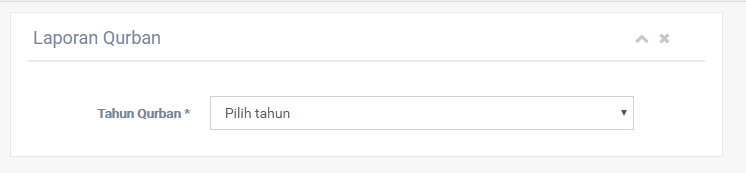 Laporan Qurban
Tahun Qurban *
Pilih tahun